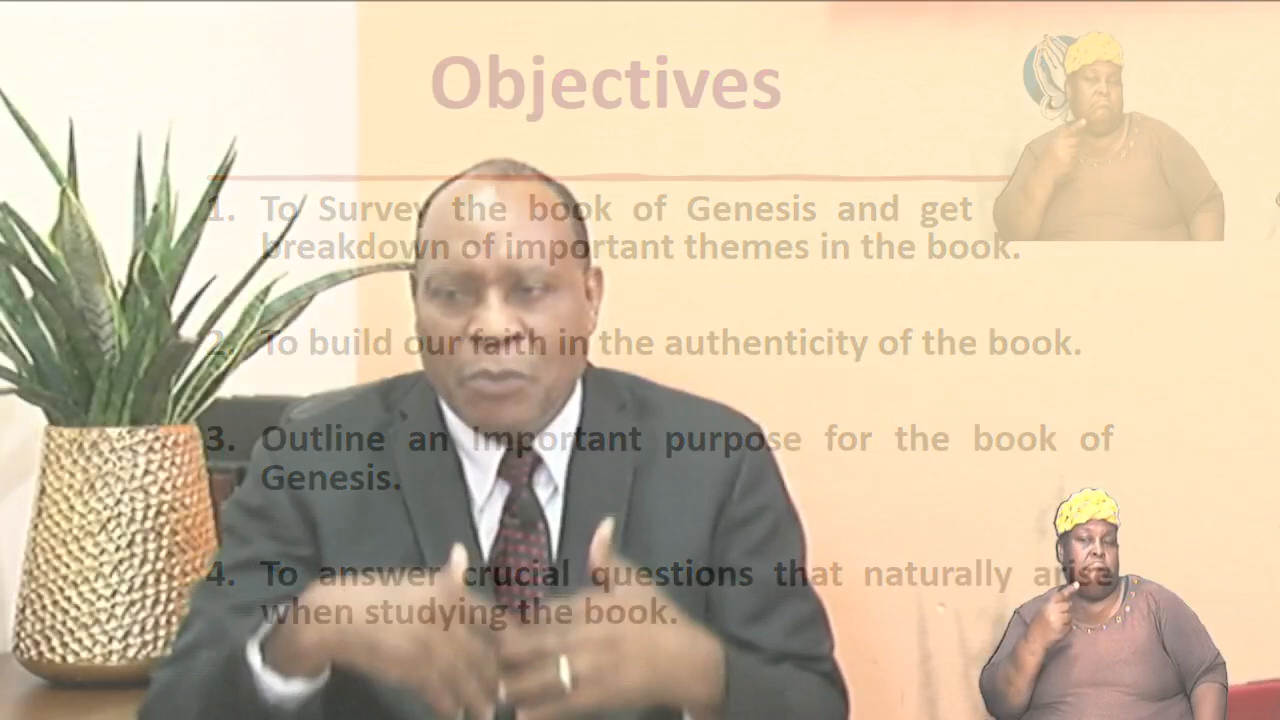 Objectives
1. To Survey the book of Genesis and get
breakdown of important themes in the book.
2. To build our faith in the authenticity of the book.
3. Outline an important purpose for the book of
Genesis.
4. To answer crucial questions that naturally
when studying the book.